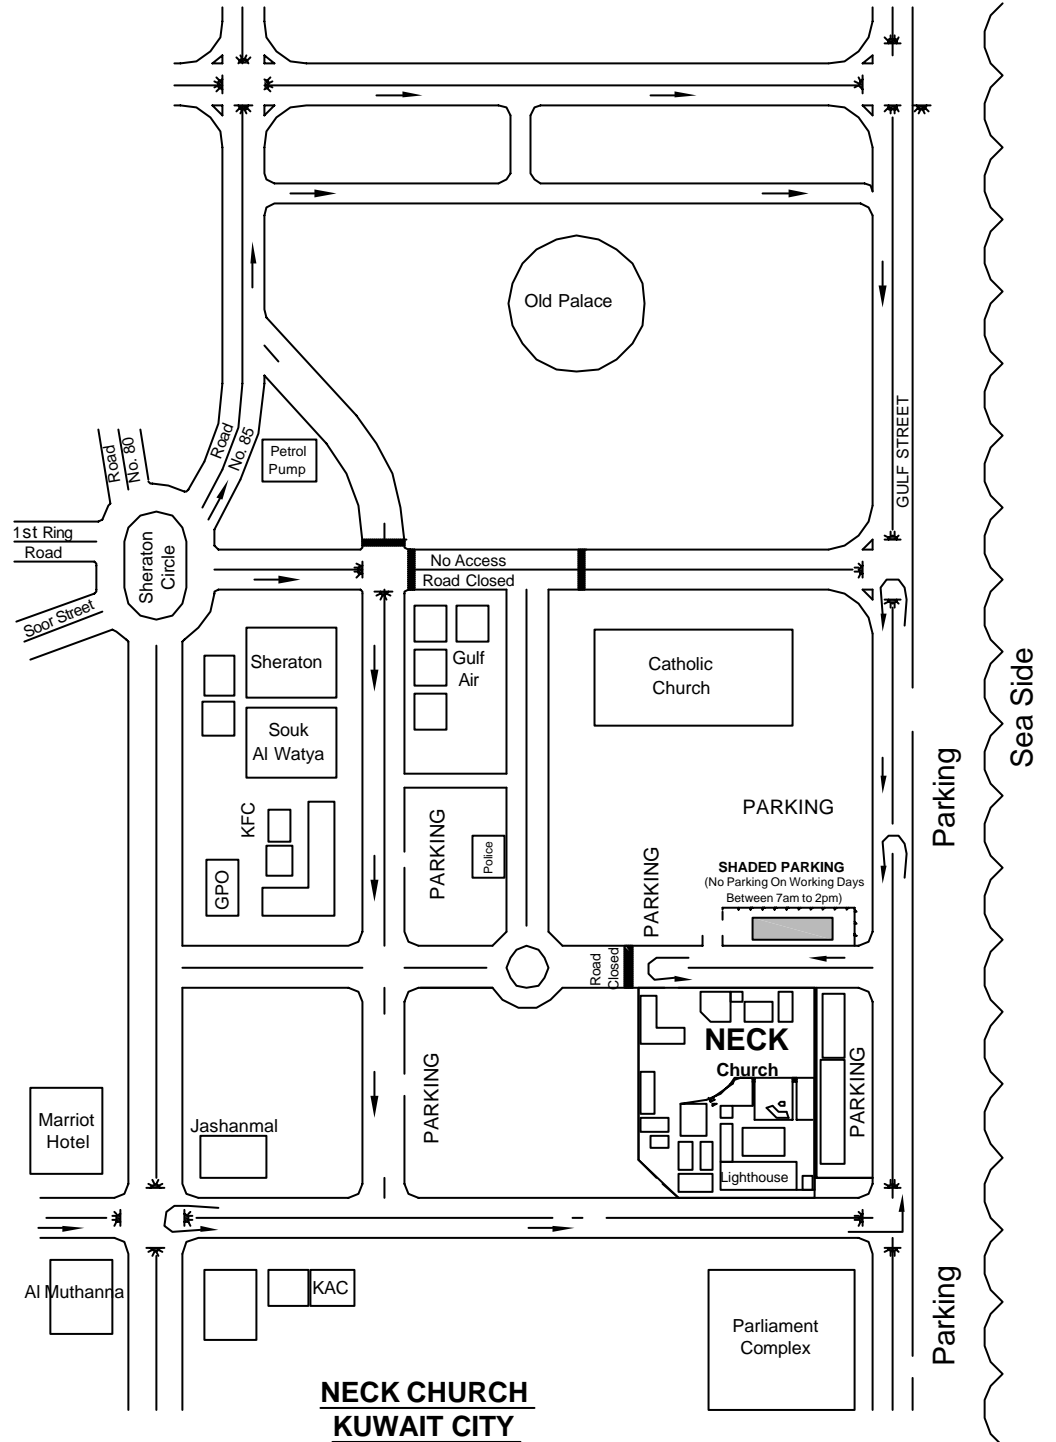 Old Palace
GULF STREET
Road
No. 80
Road
No. 85
Petrol
Pump
1st Ring
Road
Sheraton
Circle
Soor Street
No Access
Road Closed
Sheraton
Souk
Al Watya
Gulf
Air
Catholic
Church
Sea Side
Parking
KFC
GPO
PARKING
Police
PARKING
PARKING
SHADED PARKING
(No Parking On Working Days
Between 7am to 2pm)
Road
Closed
NECK
Church
PARKING
PARKING
Lighthouse
Marriot
Hotel
Jashanmal
Al Muthanna
KAC
Parliament
Complex
Parking
NECK CHURCH
KUWAIT CITY